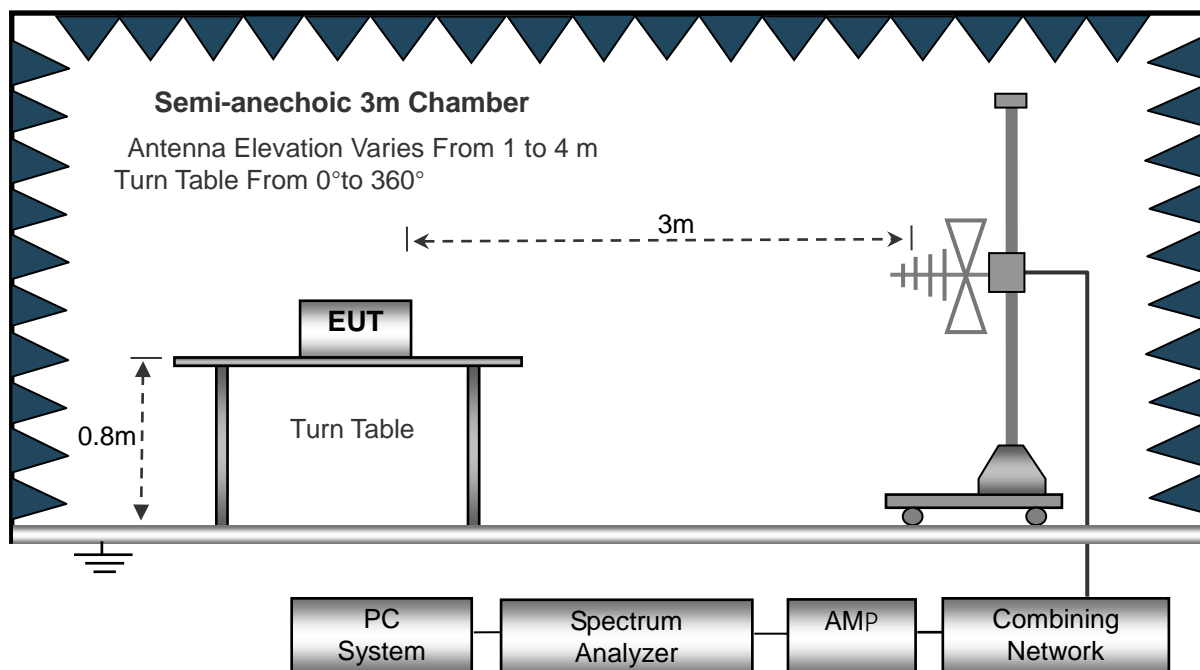 Semi-anechoic 3m Chamber
Antenna Elevation Varies From 1 to 4 m
Turn Table From 0°to 360°
3m
EUT
0.8m
Turn Table
PC
System
Spectrum
Analyzer
AMP
Combining
Network